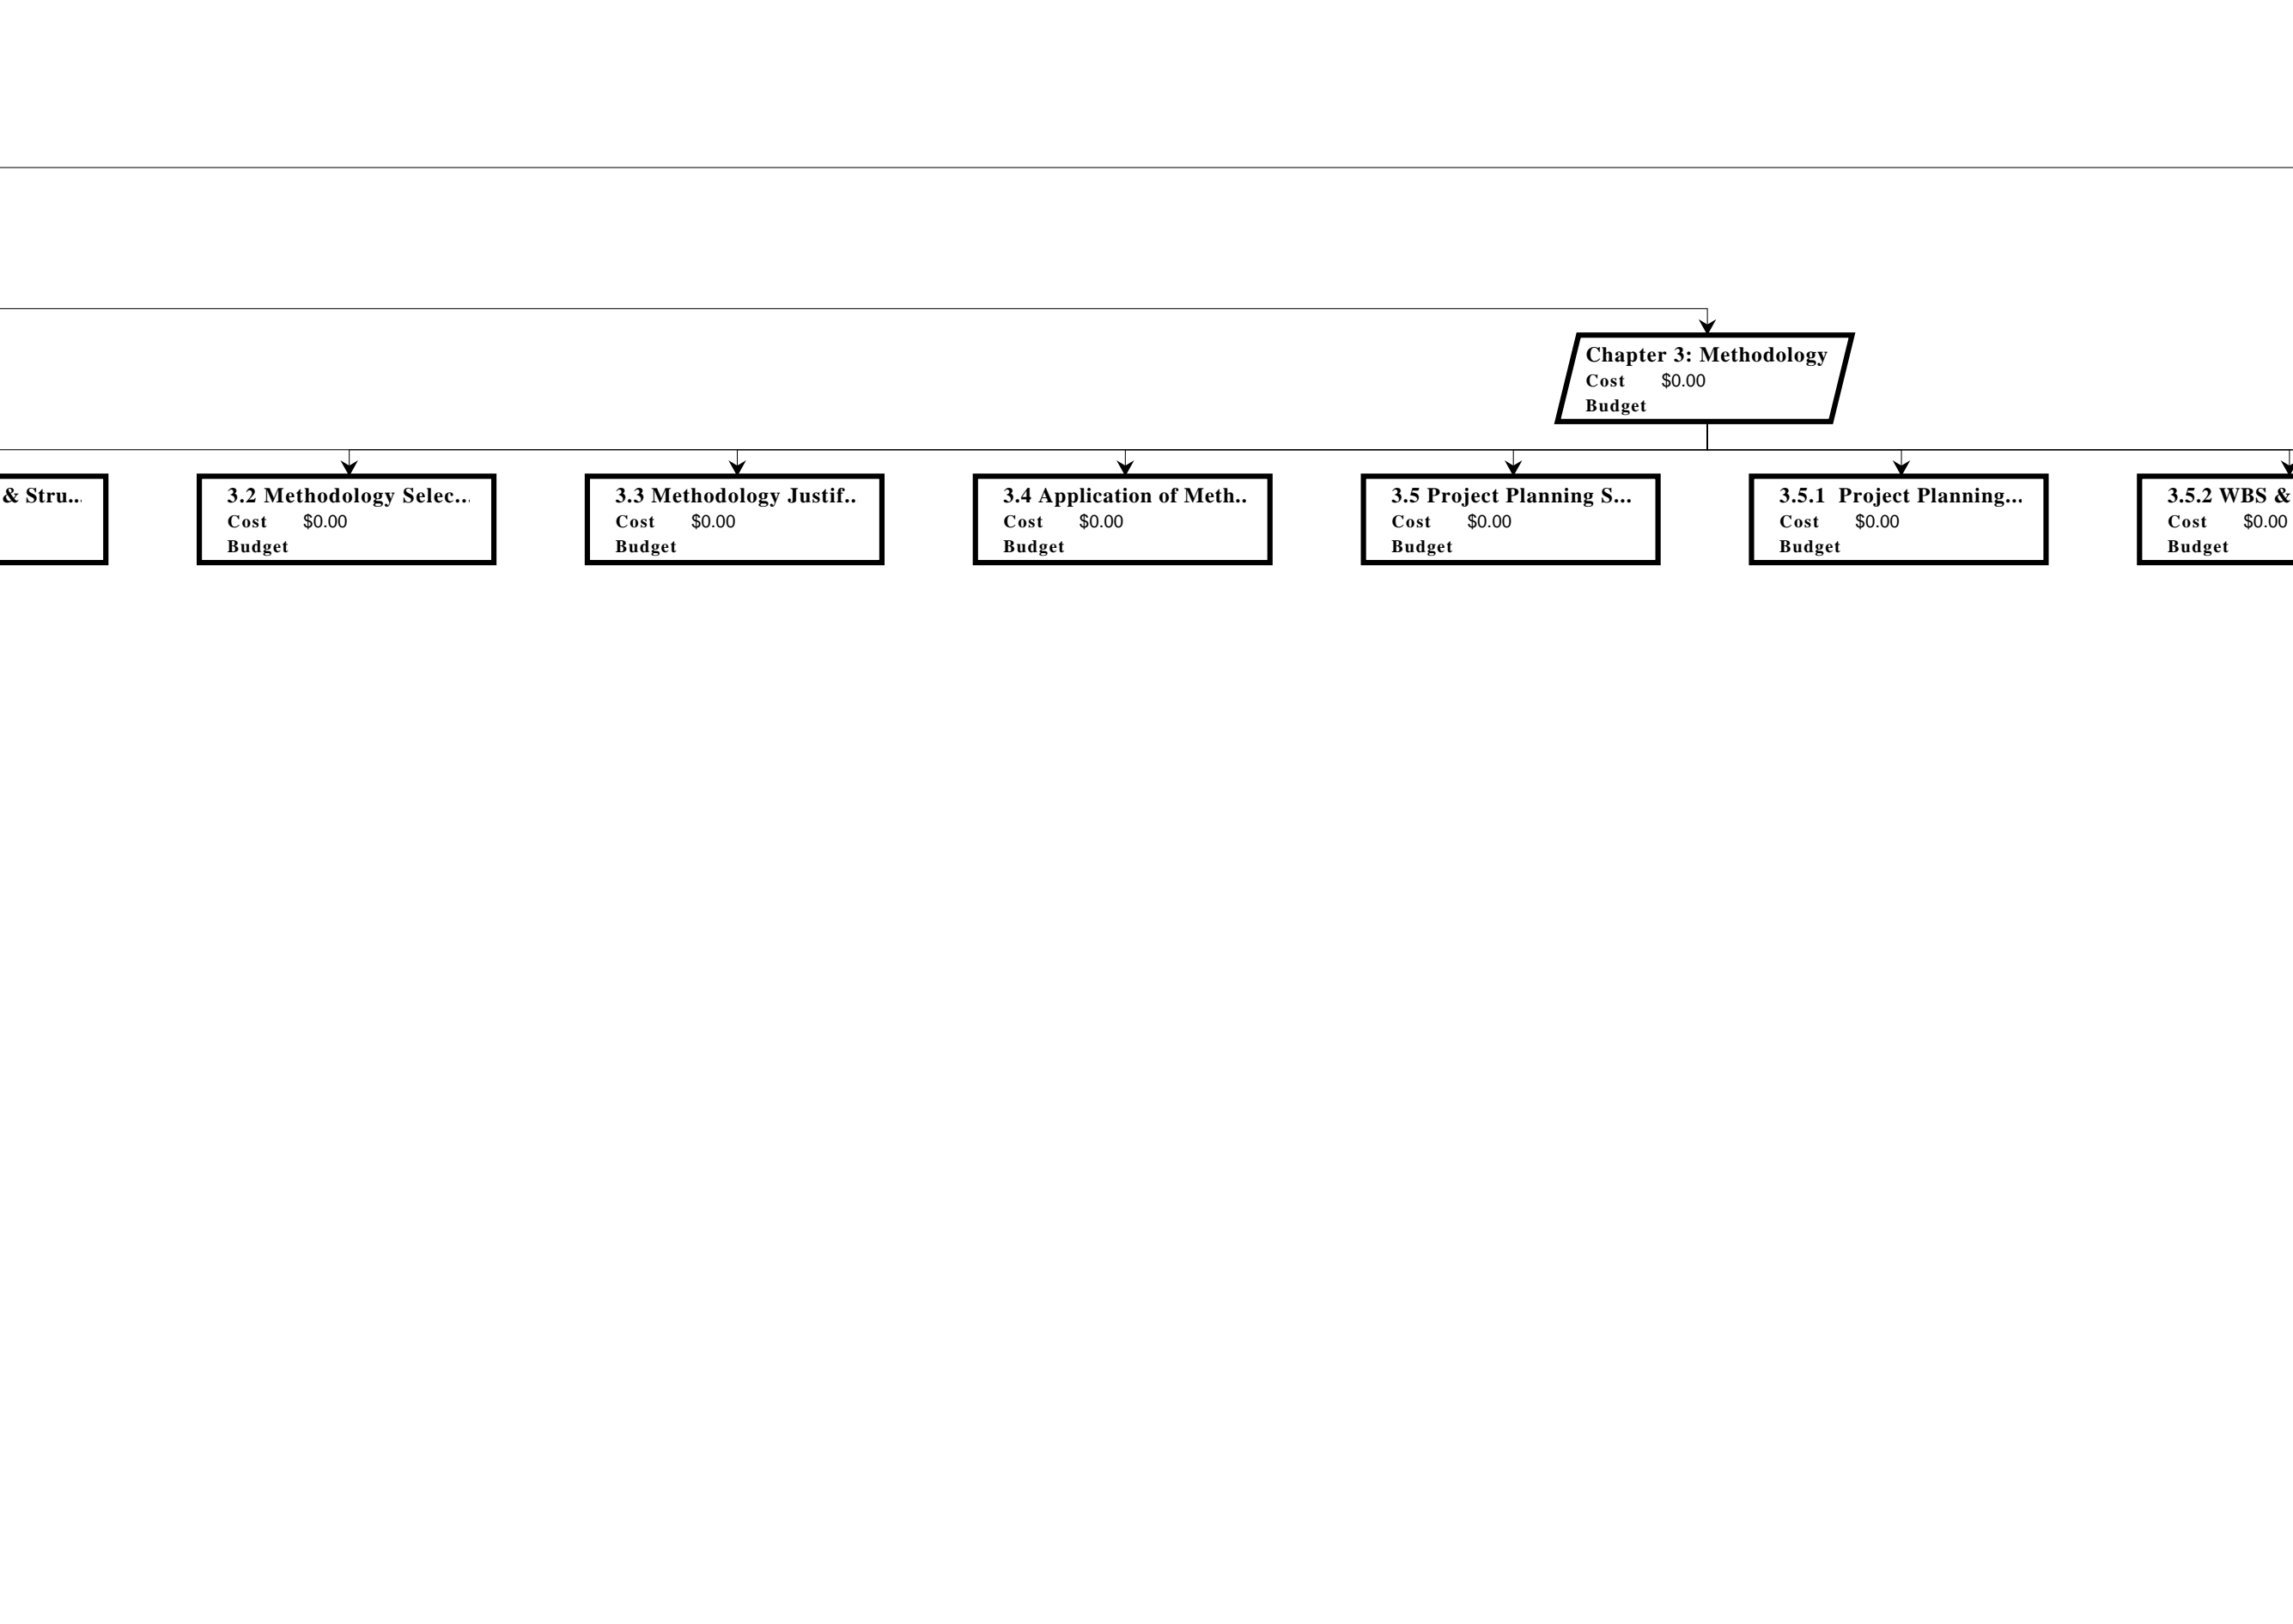 Chapter 3: Methodology
Cost $0.00
Budget
& Stru...
3.2 Methodology Selec...
Cost $0.00
Budget
3.3 Methodology Justif..
Cost $0.00
Budget
3.4 Application of Meth..
Cost $0.00
Budget
3.5 Project Planning S...
Cost $0.00
Budget
3.5.1  Project Planning...
Cost $0.00
Budget
3.5.2 WBS &
Cost $0.00
Budget